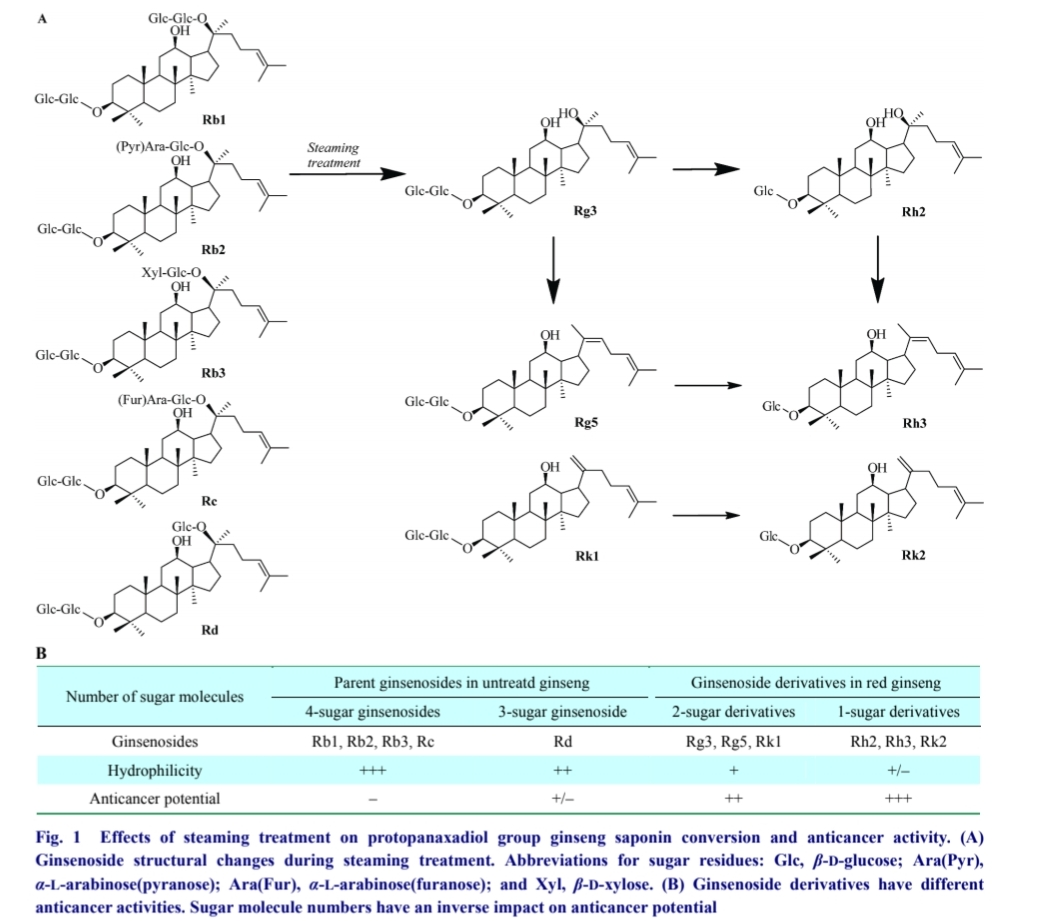 A
Glc-Glc-O
OH
Glc-Glc
O
Rb1
(Pyr)Ara-Glc-O
OH
Glc-Glc
O
Rb2
Steaming
treatment
Xyl-Glc-O
OH
Glc-Glc
O
Rb3
(Fur)Ara-Glc-O
OH
Glc-Glc
O
Rc
Glc-O
OH
Glc-Glc
O
Rd
HO
OH
Glc-Glc
O
Rg3
HO
OH
Glc
O
Rh2
OH
Glc-Glc
O
Rg5
OH
Glc
O
Rh3
OH
Glc-Glc
O
Rk1
OH
Glc
O
Rk2
B
Number of sugar molecules Parent ginsenosides in untreatd ginseng Ginsenoside derivatives in red ginseng
4-sugar ginsenosides 3-sugar ginsenoside 2-sugar derivatives 1-sugar derivatives
Ginsenosides Rb1, Rb2, Rb3, Rc Rd Rg3, Rg5, Rk1 Rh2, Rh3, Rk2
Hydrophilicity +++ ++ + +/–
Anticancer potential – +/– ++ +++
Fig. 1 Effects of steaming treatment on protopanaxadiol group ginseng saponin conversion and anticancer activity. (A)
Ginsenoside structural changes during steaming treatment. Abbreviations for sugar residues: Glc, β-D-glucose; Ara(Pyr),
α-L-arabinose(pyranose); Ara(Fur), α-L-arabinose(furanose); and Xyl, β-D-xylose. (B) Ginsenoside derivatives have different
anticancer activities. Sugar molecule numbers have an inverse impact on anticancer potential